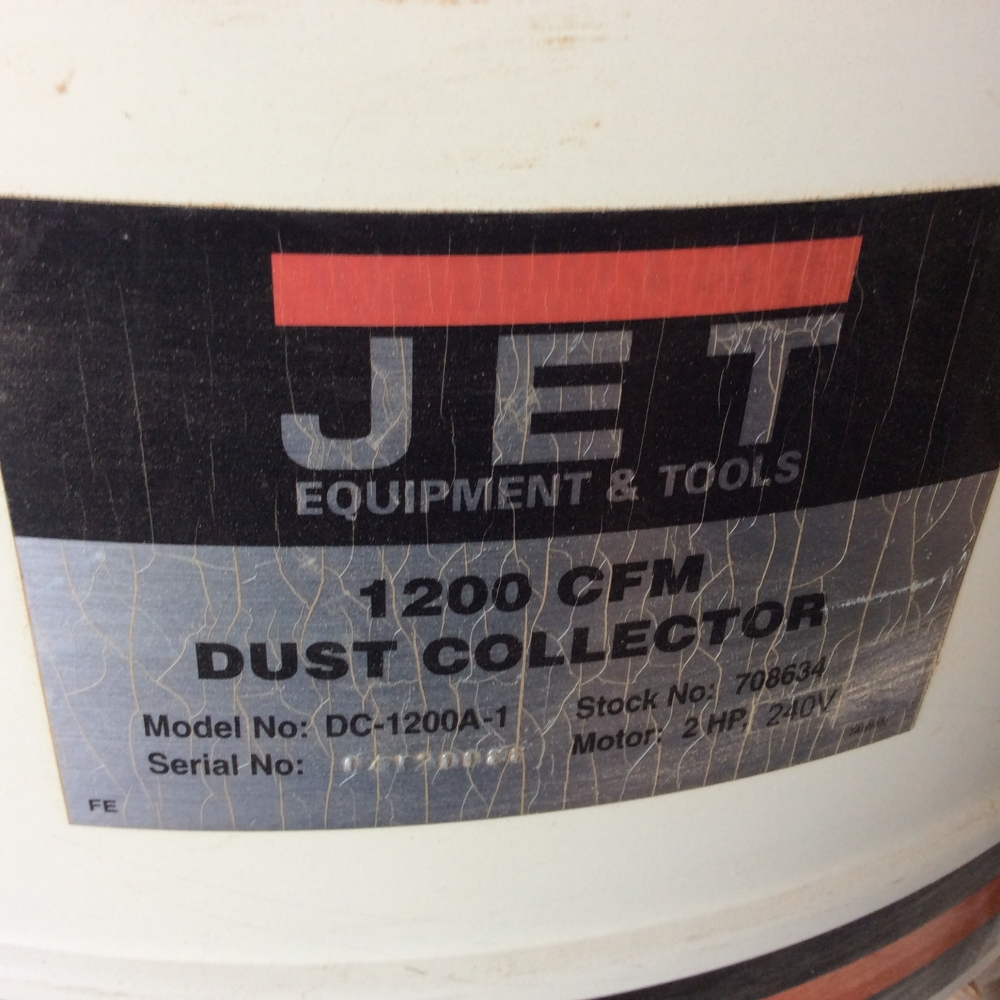 JET
EQUIPMENT & TOOLS
1200 CFM
DUST COLLECTOR
Model No: DC-1200A-1
Stock No: 708634
Serial No:
Motor: 2 HP, 240V
FE